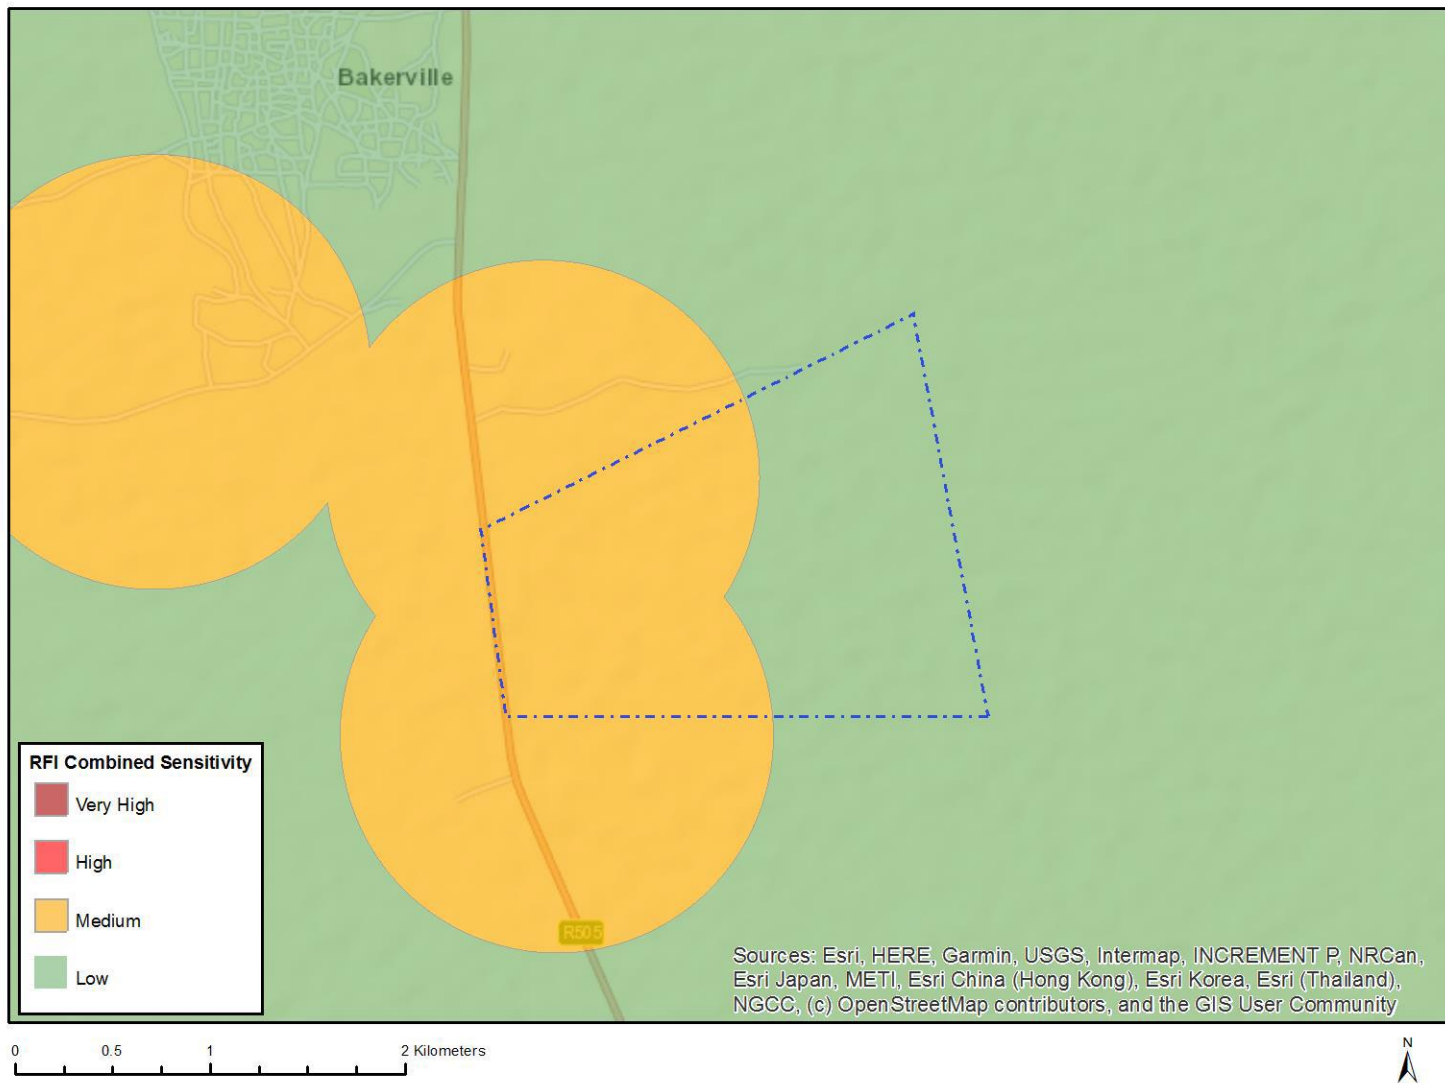 Bakerville
RFI Combined Sensitivity
Very High
High
Medium
Low
R505
Sources: Esri, HERE, Garmin, USGS, Intermap, INCREMENT P, NRCan,
Esri Japan, METI, Esri China (Hong Kong), Esri Korea, Esri (Thailand),
NGCC, (c) OpenStreetMap contributors, and the GIS User Community
0 0.5 1 2 Kilometers
N